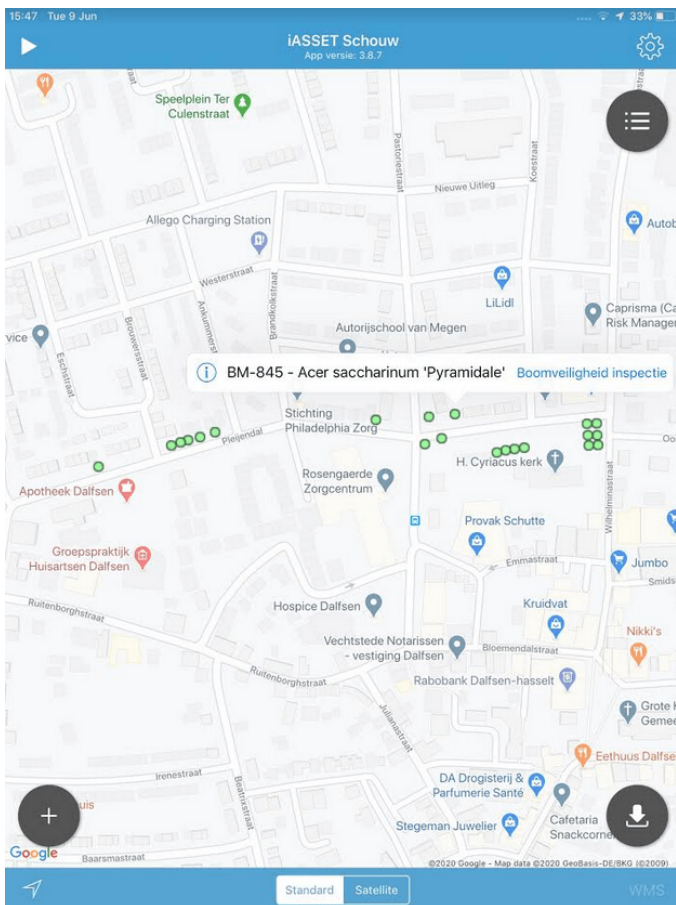 15:47 Tue 9 Jun
33%
iASSET Schouw
App versie: 3.8.7
Speelplein Ter
Culenstraat
Pastoriestraat
Koestraat
Nieuwe Uitleg
Allego Charging Station
Autob
Westerstraat
LiLidl
Brandkolkstraat
Ankummerst
Brouwersstraat
Eschstraat
Caprisma (Ca
Risk Manager
rvice
Autorijschool van Megen
BM-845 - Acer saccharinum 'Pyramidale' Boomveiligheid inspectie
Stichting
Philadelphia Zorg
Pleijendal
H. Cyriacus kerk
Rosengaerde
Zorgcentrum
Wilhelminastraat
Apotheek Dalfsen
Provak Schutte
Groepspraktijk
Huisartsen Dalfsen
Emmastraat
Jumbo
Smids
Ruitenborghstraat
Hospice Dalfsen
Kruidvat
Nikki's
Vechtstede Notarissen
- vestiging Dalfsen
Bloemendalstraat
Ruitenborghstraat
Rabobank Dalfsen-hasselt
Julianastraat
Grote K
Gemee
Eethuus Dalfse
Irenestraat
Beatrixstraat
DA Drogisterij &
Parfumerie Santé
uis
Cafetaria
Snackcorne
Stegeman Juwelier
Google
Baarsmastraat
©2020 Google - Map data ©2020 GeoBasis-DE/BKG (©2009)
Standard
Satellite
WMS